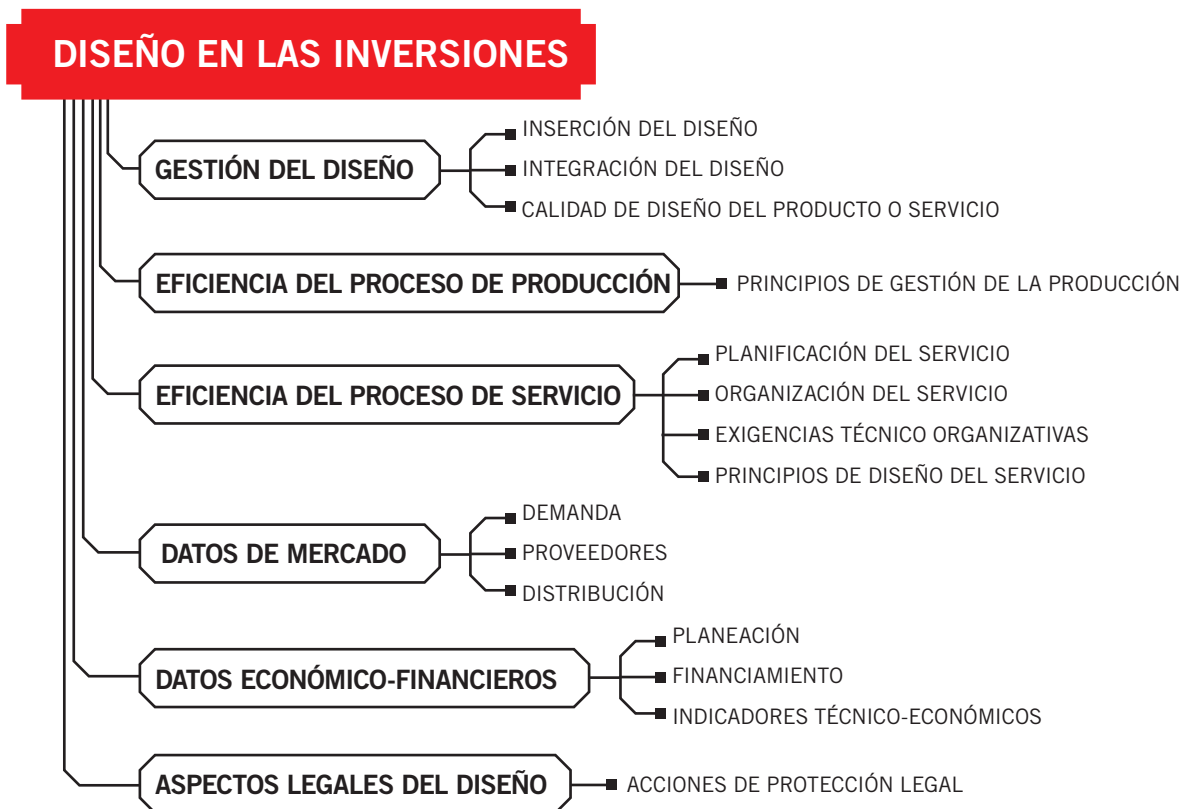 DISEÑO EN LAS INVERSIONES
GESTIÓN DEL DISEÑO
INSERCIÓN DEL DISEÑO
INTEGRACIÓN DEL DISEÑO
CALIDAD DE DISEÑO DEL PRODUCTO O SERVICIO
EFICIENCIA DEL PROCESO DE PRODUCCIÓN
PRINCIPIOS DE GESTIÓN DE LA PRODUCCIÓN
EFICIENCIA DEL PROCESO DE SERVICIO
PLANIFICACIÓN DEL SERVICIO
ORGANIZACIÓN DEL SERVICIO
EXIGENCIAS TÉCNICO ORGANIZATIVAS
PRINCIPIOS DE DISEÑO DEL SERVICIO
DATOS DE MERCADO
DEMANDA
PROVEEDORES
DISTRIBUCIÓN
DATOS ECONÓMICO-FINANCIEROS
PLANEACIÓN
FINANCIAMIENTO
INDICADORES TÉCNICO-ECONÓMICOS
ASPECTOS LEGALES DEL DISEÑO
ACCIONES DE PROTECCIÓN LEGAL